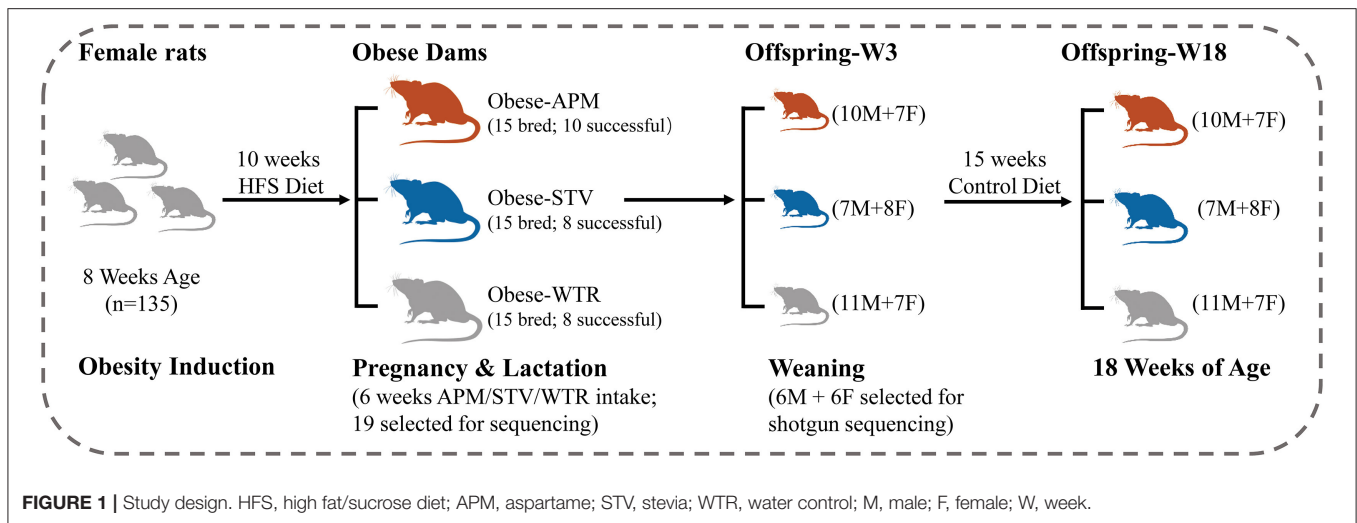 Female rats
8 Weeks Age
(n=135)
Obesity Induction
10 weeks
HFS Diet
Obese Dams
Obese-APM
(15 bred; 10 successful)
Obese-STV
(15 bred; 8 successful)
Obese-WTR
(15 bred; 8 successful)
Pregnancy & Lactation
(6 weeks APM/STV/WTR intake;
19 selected for sequencing)
Offspring-W3
(10M+7F)
(7M+8F)
(11M+7F)
Weaning
(6M + 6F selected for
shotgun sequencing)
15 weeks
Control Diet
Offspring-W18
(10M+7F)
(7M+8F)
(11M+7F)
18 Weeks of Age
FIGURE 1 | Study design. HFS, high fat/sucrose diet; APM, aspartame; STV, stevia; WTR, water control; M, male; F, female; W, week.